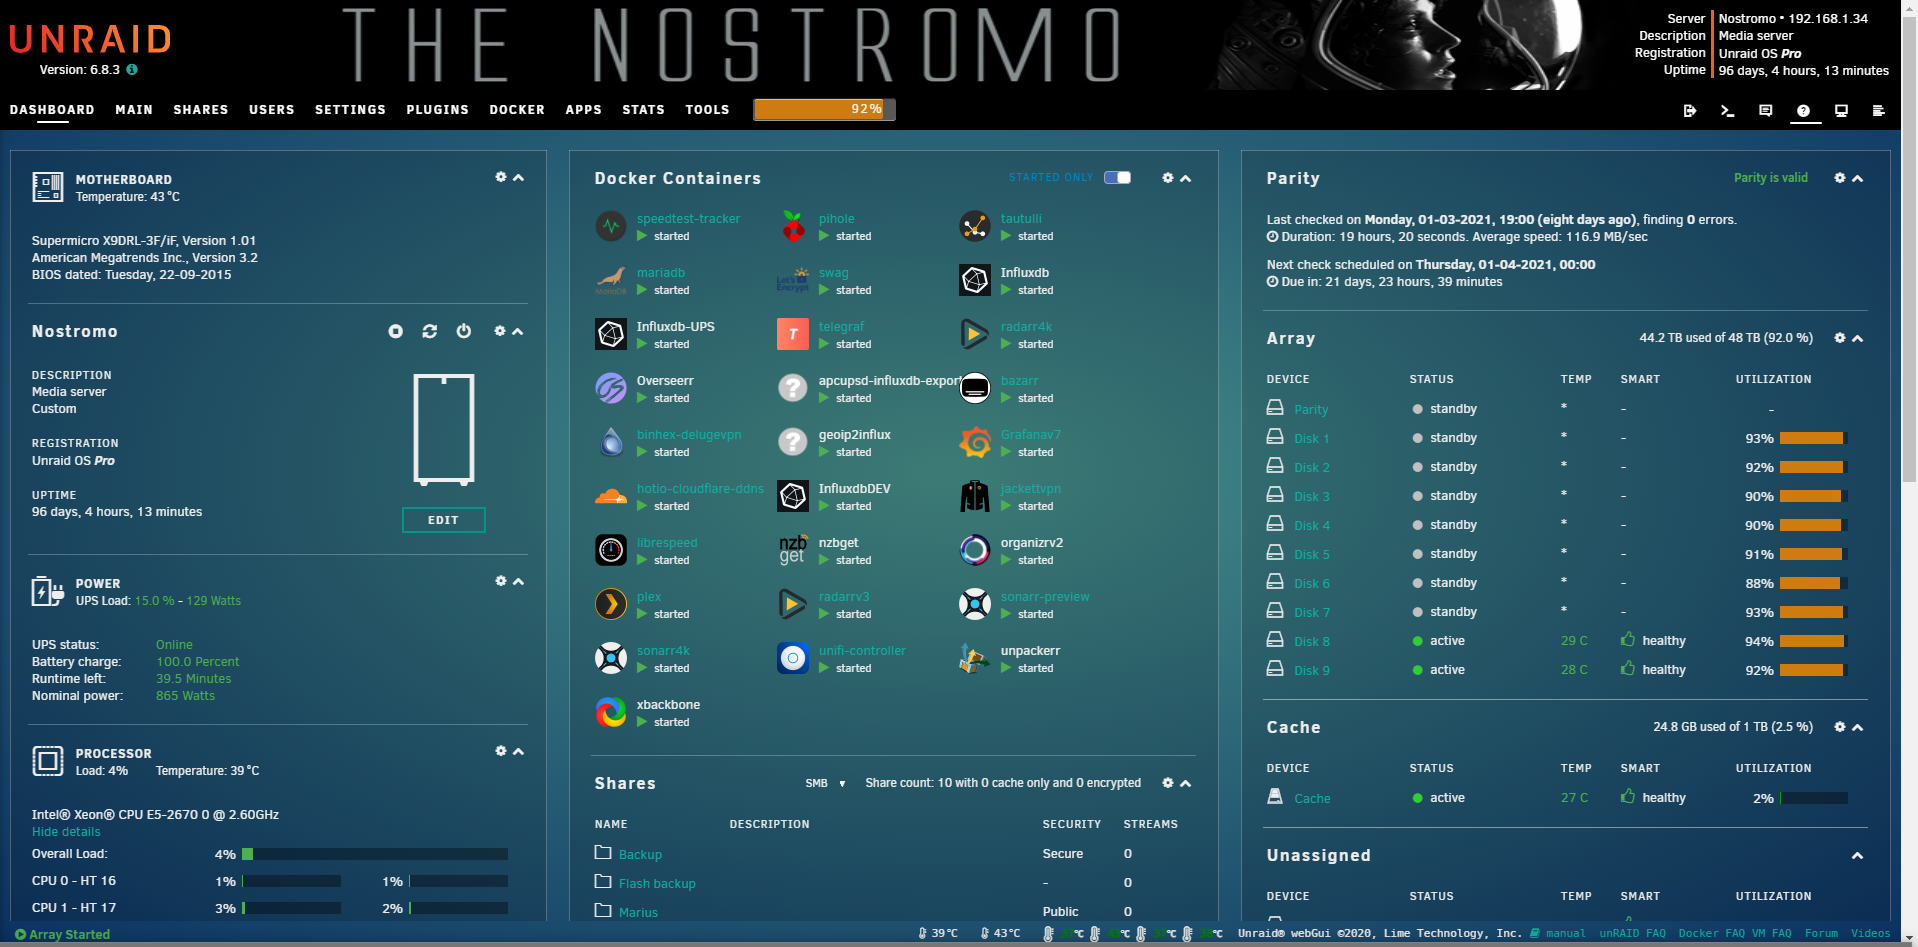 UNRAID
Version: 6.8.3
THE NOSTROMO
Server Nostromo • 192.168.1.34
Description Media server
Registration Unraid OS Pro
Uptime 96 days, 4 hours, 13 minutes
DASHBOARD MAIN SHARES USERS SETTINGS PLUGINS DOCKER APPS STATS TOOLS 92%
MOTHERBOARD
Temperature: 43 °C
Supermicro X9DRL-3F/iF, Version 1.01
American Megatrends Inc., Version 3.2
BIOS dated: Tuesday, 22-09-2015
Nostromo
DESCRIPTION
Media server
Custom
REGISTRATION
Unraid OS Pro
UPTIME
96 days, 4 hours, 13 minutes
EDIT
POWER
UPS Load: 15.0 % - 129 Watts
UPS status: Online
Battery charge: 100.0 Percent
Runtime left: 39.5 Minutes
Nominal power: 865 Watts
PROCESSOR
Load: 4% Temperature: 39 °C
Intel® Xeon® CPU E5-2670 0 @ 2.60GHz
Hide details
Overall Load: 4%
CPU 0 - HT 16 1% 1%
CPU 1 - HT 17 3% 2%
Docker Containers STARTED ONLY
speedtest-tracker pihole tautulli
started started started
mariadb swag Influxdb
started started started
Influxdb-UPS telegraf radarr4k
started started started
Overseerr apcupsd-influxdb-export bazarr
started started started
binhex-delugevpn geoip2influx Grafanav7
started started started
hotio-cloudflare-ddns InfluxdbDEV jackettvpn
started started started
librespeed nzbget organizrv2
started started started
plex radarrv3 sonarr-preview
started started started
sonarr4k unifi-controller unpackerr
started started started
xbackbone
started
MariaDB
Let's Encrypt
T
nzb
get
Shares SMB Share count: 10 with 0 cache only and 0 encrypted
NAME DESCRIPTION SECURITY STREAMS
Backup Secure 0
Flash backup - 0
Marius Public 0
Parity Parity is valid
Last checked on Monday, 01-03-2021, 19:00 (eight days ago), finding 0 errors.
Duration: 19 hours, 20 seconds. Average speed: 116.9 MB/sec
Next check scheduled on Thursday, 01-04-2021, 00:00
Due in: 21 days, 23 hours, 39 minutes
Array 44.2 TB used of 48 TB (92.0 %)
DEVICE STATUS TEMP SMART UTILIZATION
Parity standby * - -
Disk 1 standby * - 93%
Disk 2 standby * - 92%
Disk 3 standby * - 90%
Disk 4 standby * - 90%
Disk 5 standby * - 91%
Disk 6 standby * - 88%
Disk 7 standby * - 93%
Disk 8 active 29 C healthy 94%
Disk 9 active 28 C healthy 92%
Cache 24.8 GB used of 1 TB (2.5 %)
DEVICE STATUS TEMP SMART UTILIZATION
Cache active 27 C healthy 2%
Unassigned
DEVICE STATUS TEMP SMART UTILIZATION
Array Started 39°C 43°C °C °C °C °C Unraid® webGui ©2020, Lime Technology, Inc. manual unRAID FAQ Docker FAQ VM FAQ Forum Videos